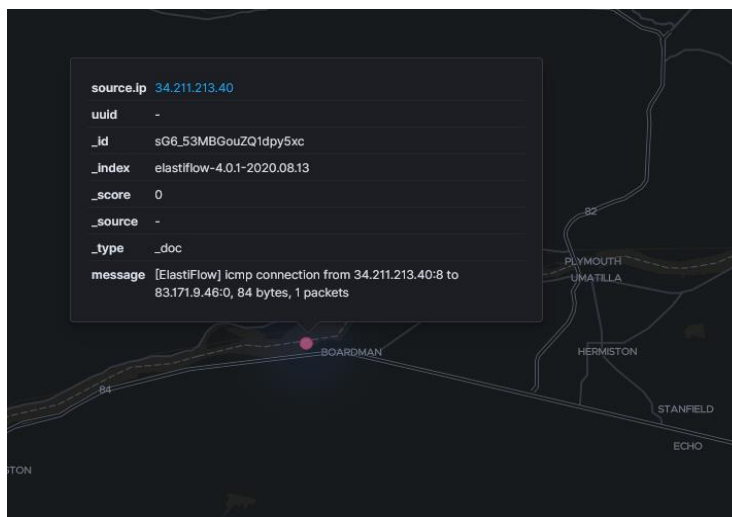 source.ip 34.211.213.40
uuid -
_id sG6_53MBGouZQ1dpy5xc
_index elastiflow-4.0.1-2020.08.13
_score 0
_source -
_type _doc
message [ElastiFlow] icmp connection from 34.211.213.40:8 to
83.171.9.46:0, 84 bytes, 1 packets
82
PLYMOUTH
UMATILLA
BOARDMAN
HERMISTON
84
STANFIELD
ECHO
STON